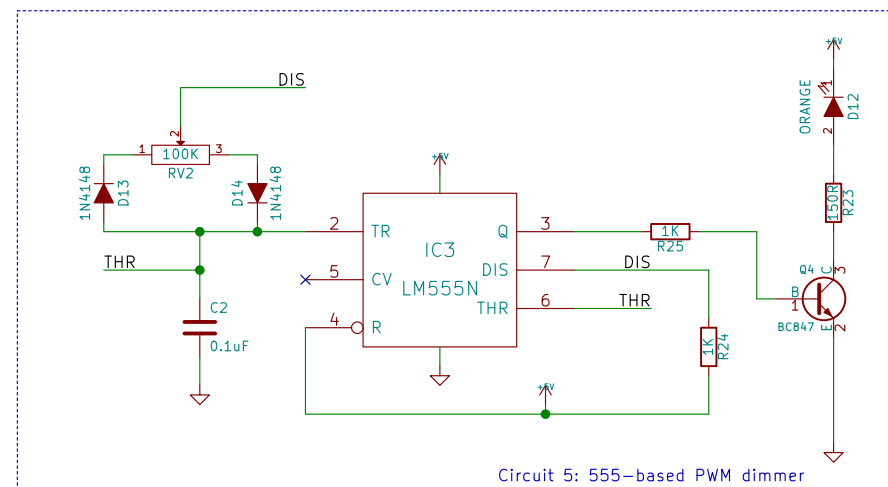 +5V
DIS
ORANGE
1
D12
2
2
1
100K
3
RV2
1N4148
D13
D14
1N4148
+5V
150R
R23
2
TR
Q
3
1K
R25
IC3
THR
5
CV
DIS
7
DIS
LM555N
Q4
C
3
B
1
THR
6
THR
C2
0.1uF
4
R
BC847
E
2
1K
R24
+5V
Circuit 5: 555-based PWM dimmer